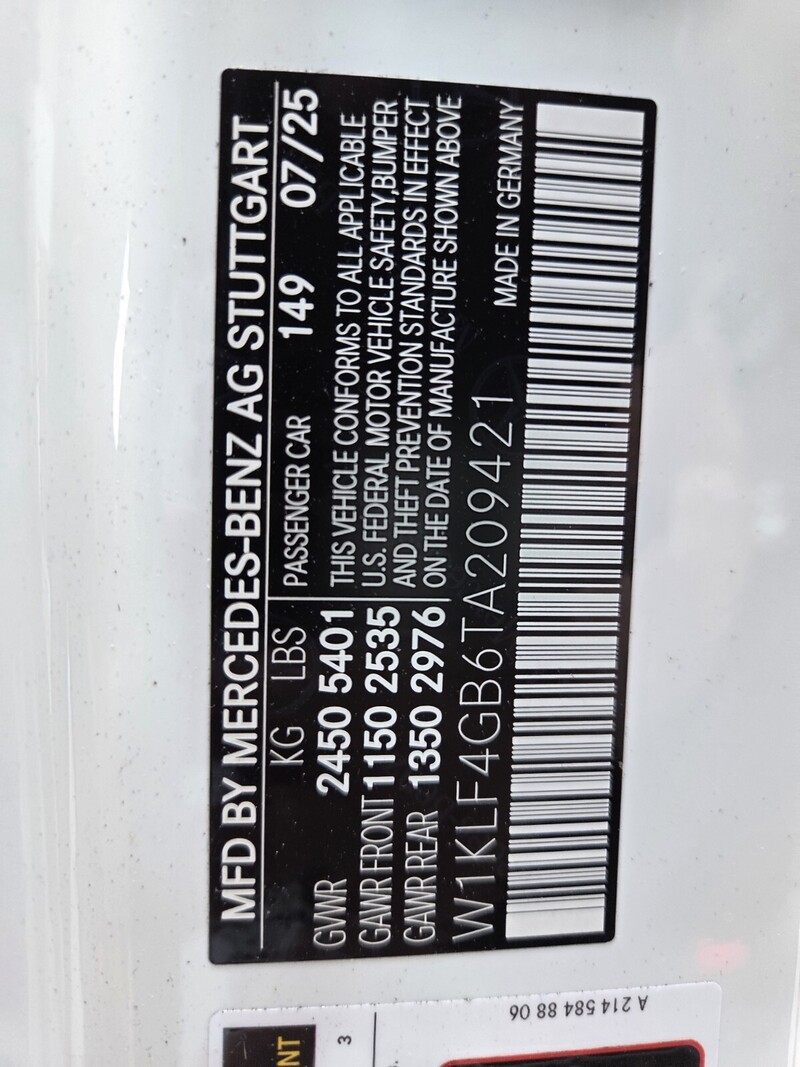 MFD BY MERCEDES-BENZ AG STUTTGART
KG LBS PASSENGER CAR 149 07/25
GVWR 2450 5401
GAWR FRONT 1150 2535
GAWR REAR 1350 2976
THIS VEHICLE CONFORMS TO ALL APPLICABLE
U.S. FEDERAL MOTOR VEHICLE SAFETY,BUMPER
AND THEFT PREVENTION STANDARDS IN EFFECT
ON THE DATE OF MANUFACTURE SHOWN ABOVE
W1KLF4GB6TA209421 MADE IN GERMANY
A 214 584 88 06
3